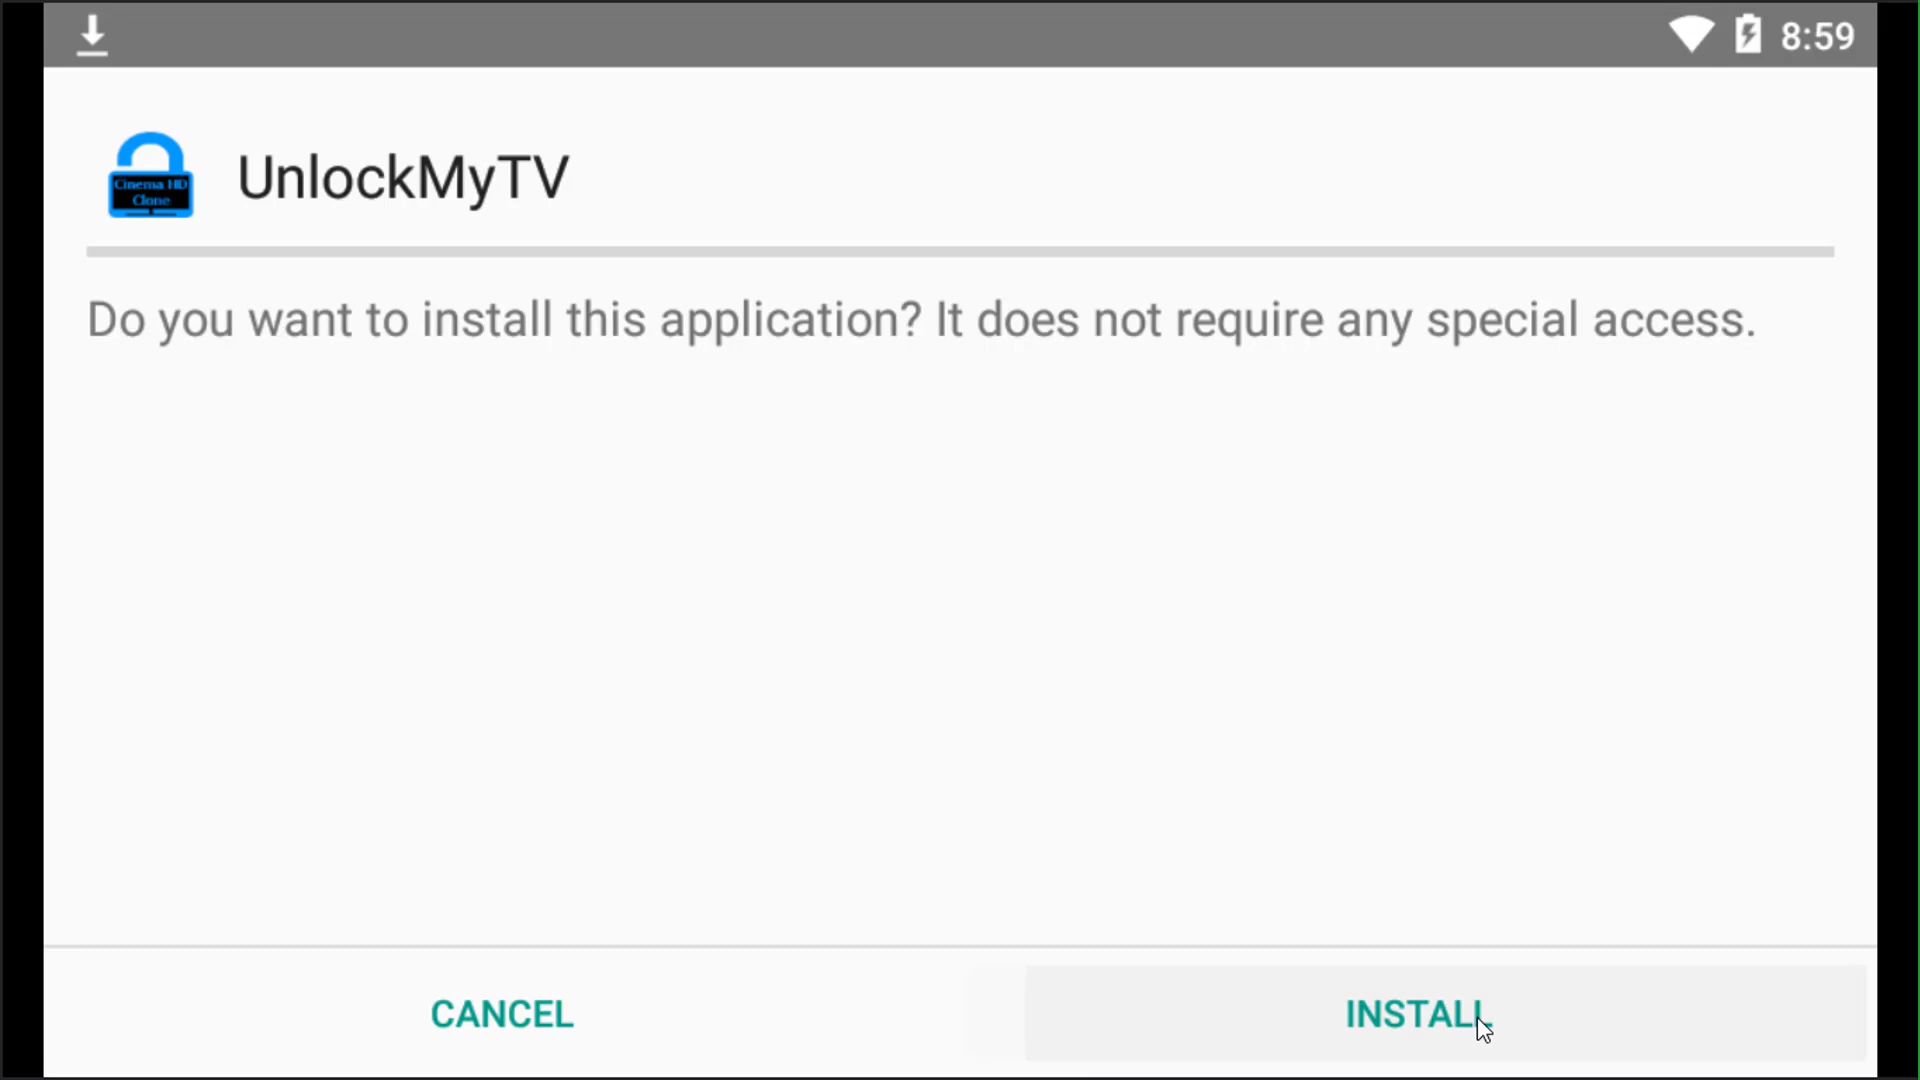 8:59
Cinema HD
Clone
UnlockMyTV
Do you want to install this application? It does not require any special access.
CANCEL
INSTALL